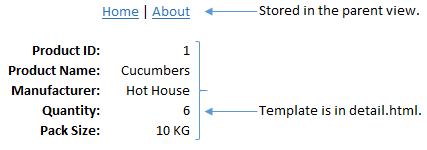 Home | About Stored in the parent view.
Product ID: 1
Product Name: Cucumbers
Manufacturer: Hot House
Quantity: 6 Template is in detail.html.
Pack Size: 10 KG